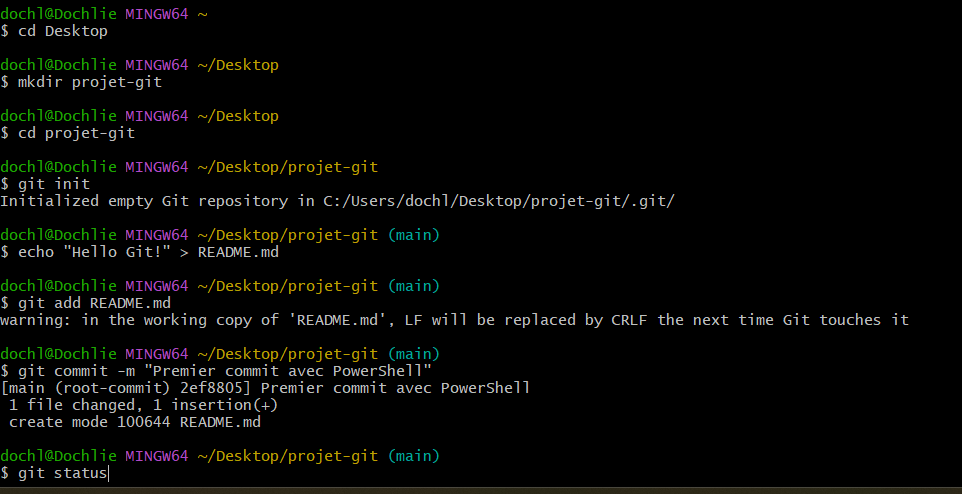 dochl@Dochlie MINGW64 ~
$ cd Desktop
dochl@Dochlie MINGW64 ~/Desktop
$ mkdir projet-git
dochl@Dochlie MINGW64 ~/Desktop
$ cd projet-git
dochl@Dochlie MINGW64 ~/Desktop/projet-git
$ git init
Initialized empty Git repository in C:/Users/dochl/Desktop/projet-git/.git/
dochl@Dochlie MINGW64 ~/Desktop/projet-git (main)
$ echo "Hello Git!" > README.md
dochl@Dochlie MINGW64 ~/Desktop/projet-git (main)
$ git add README.md
warning: in the working copy of 'README.md', LF will be replaced by CRLF the next time Git touches it
dochl@Dochlie MINGW64 ~/Desktop/projet-git (main)
$ git commit -m "Premier commit avec PowerShell"
[main (root-commit) 2ef8805] Premier commit avec PowerShell
 1 file changed, 1 insertion(+)
 create mode 100644 README.md
dochl@Dochlie MINGW64 ~/Desktop/projet-git (main)
$ git status